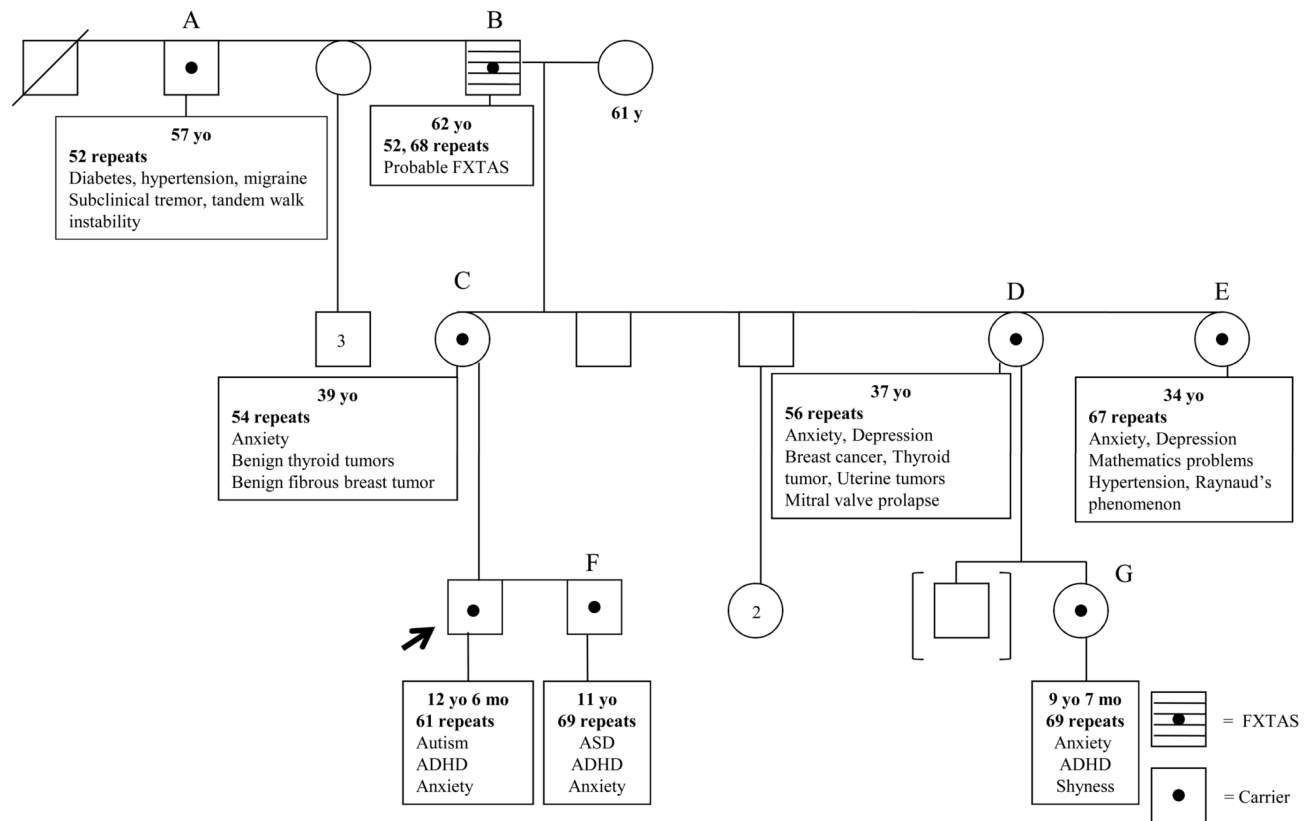 A
B
61 y
57 yo
52 repeats
Diabetes, hypertension, migraine
Subclinical tremor, tandem walk
instability
62 yo
52, 68 repeats
Probable FXTAS
C
D
E
3
39 yo
54 repeats
Anxiety
Benign thyroid tumors
Benign fibrous breast tumor
37 yo
56 repeats
Anxiety, Depression
Breast cancer, Thyroid
tumor, Uterine tumors
Mitral valve prolapse
34 yo
67 repeats
Anxiety, Depression
Mathematics problems
Hypertension, Raynaud's
phenomenon
F
G
2
12 yo 6 mo
61 repeats
Autism
ADHD
Anxiety
11 yo
69 repeats
ASD
ADHD
Anxiety
9 yo 7 mo
69 repeats
Anxiety
ADHD
Shyness
= FXTAS
= Carrier